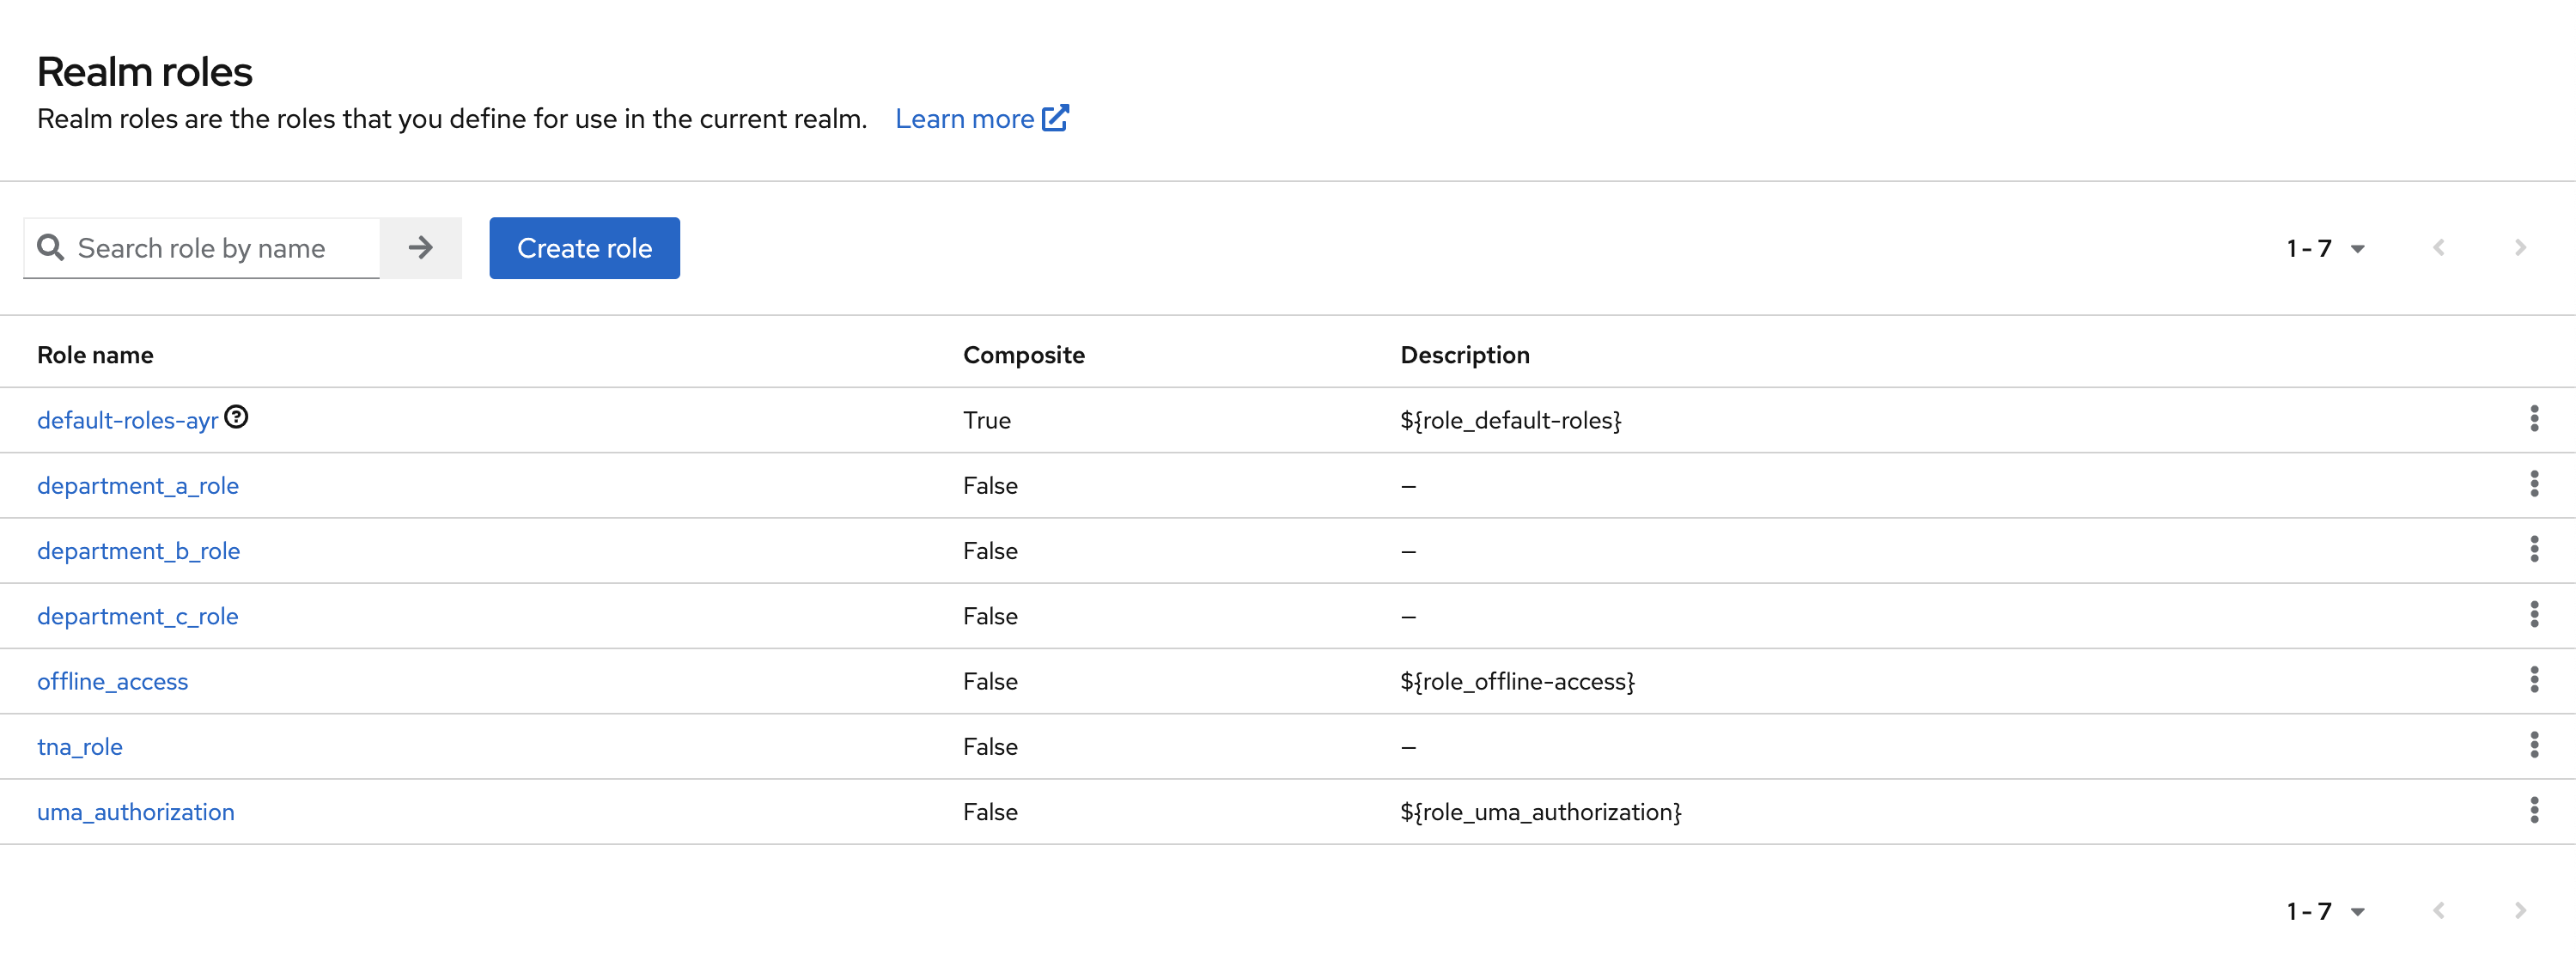 Realm roles
Realm roles are the roles that you define for use in the current realm. Learn more
Search role by name Create role 1 - 7
Role name Composite Description
default-roles-ayr True ${role_default-roles}
department_a_role False –
department_b_role False –
department_c_role False –
offline_access False ${role_offline-access}
tna_role False –
uma_authorization False ${role_uma_authorization}
1 - 7